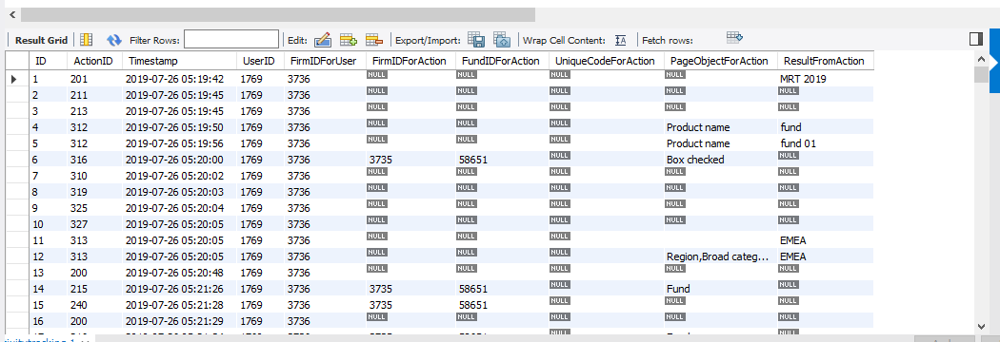 Result Grid Filter Rows: Edit: Export/Import: Wrap Cell Content: Fetch rows:
ID ActionID Timestamp UserID FirmIDForUser FirmIDForAction FundIDForAction UniqueCodeForAction PageObjectForAction ResultFromAction
1 201 2019-07-26 05:19:42 1769 3736 NULL NULL NULL NULL MRT 2019
2 211 2019-07-26 05:19:45 1769 3736 NULL NULL NULL NULL NULL
3 213 2019-07-26 05:19:45 1769 3736 NULL NULL NULL NULL NULL
4 312 2019-07-26 05:19:50 1769 3736 NULL NULL NULL Product name fund
5 312 2019-07-26 05:19:56 1769 3736 NULL NULL NULL Product name fund 01
6 316 2019-07-26 05:20:00 1769 3736 3735 58651 NULL Box checked NULL
7 310 2019-07-26 05:20:02 1769 3736 NULL NULL NULL NULL NULL
8 319 2019-07-26 05:20:03 1769 3736 NULL NULL NULL NULL NULL
9 325 2019-07-26 05:20:04 1769 3736 NULL NULL NULL NULL NULL
10 327 2019-07-26 05:20:05 1769 3736 NULL NULL NULL NULL NULL
11 313 2019-07-26 05:20:05 1769 3736 NULL NULL NULL EMEA
12 313 2019-07-26 05:20:05 1769 3736 NULL NULL NULL Region,Broad categ... EMEA
13 200 2019-07-26 05:20:48 1769 3736 NULL NULL NULL NULL NULL
14 215 2019-07-26 05:21:26 1769 3736 3735 58651 NULL Fund NULL
15 240 2019-07-26 05:21:28 1769 3736 3735 58651 NULL NULL NULL
16 200 2019-07-26 05:21:29 1769 3736 NULL NULL NULL NULL NULL